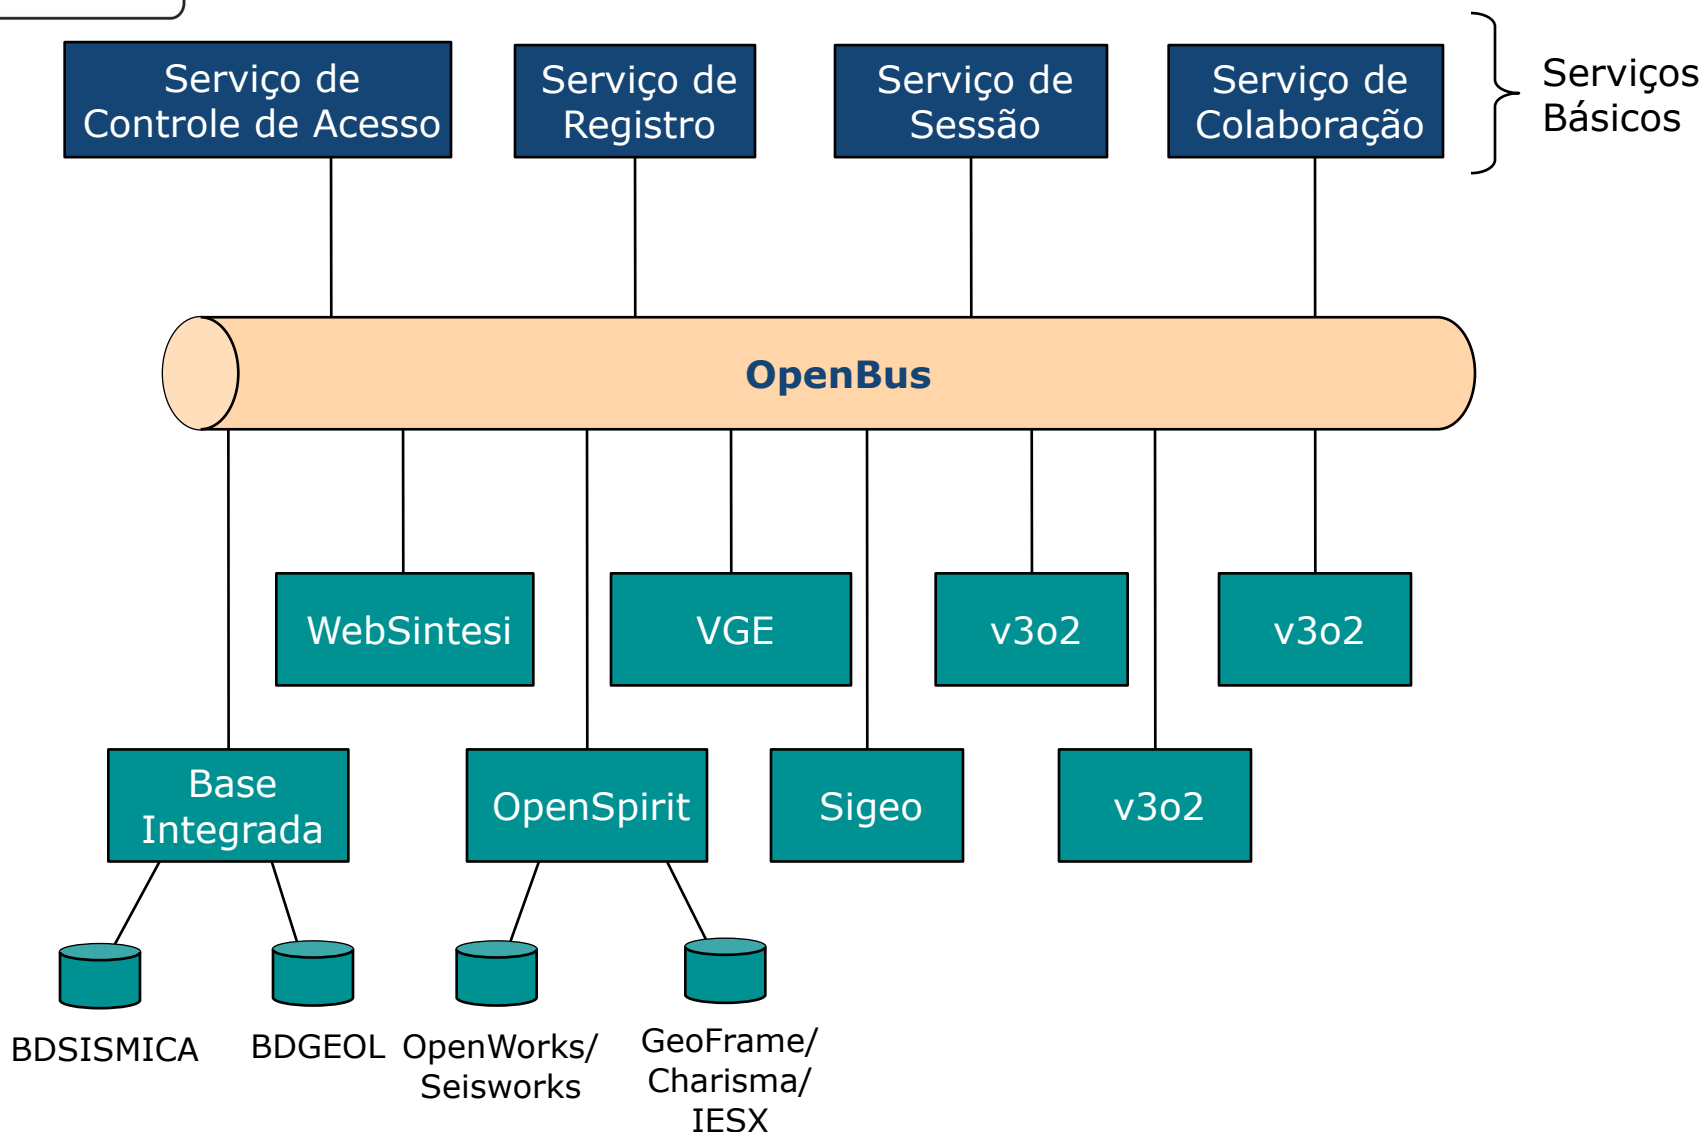 Serviço de
Controle de Acesso
Serviço de
Registro
Serviço de
Sessão
Serviço de
Colaboração
Serviços
Básicos
OpenBus
WebSintesi
VGE
v3o2
v3o2
Base
Integrada
OpenSpirit
Sigeo
v3o2
BDSISMICA
BDGEOL
OpenWorks/
Seisworks
GeoFrame/
Charisma/
IESX